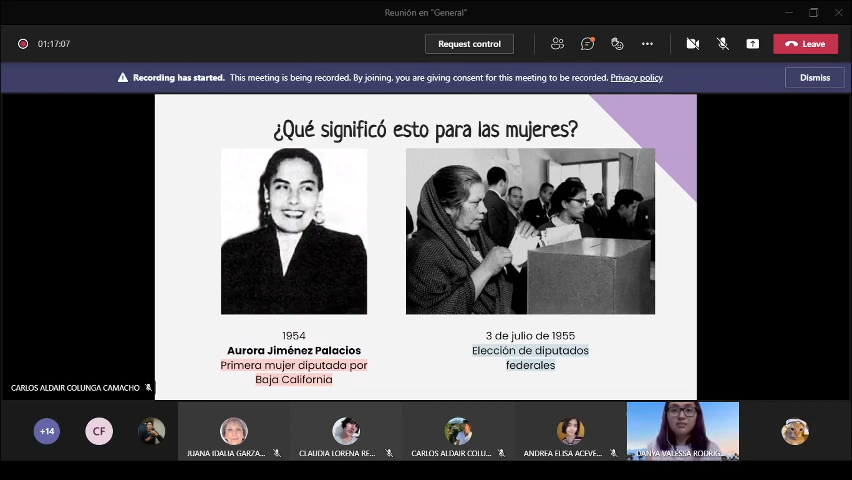 Reunión en "General"
01:17:07
Request control
Leave
Recording has started. This meeting is being recorded. By joining, you are giving consent for this meeting to be recorded. Privacy policy
Dismiss
¿Qué significó esto para las mujeres?
1954
Aurora Jiménez Palacios
Primera mujer diputada por
Baja California
3 de julio de 1955
Elección de diputados
federales
CARLOS ALDAIR COLUNGA CAMACHO
+14
CF
JUANA IDALIA GARZA...
CLAUDIA LORENA RE...
CARLOS ALDAIR COLU...
ANDREA ELISA ACEVE...
DANYA VALESSA RODRIG...